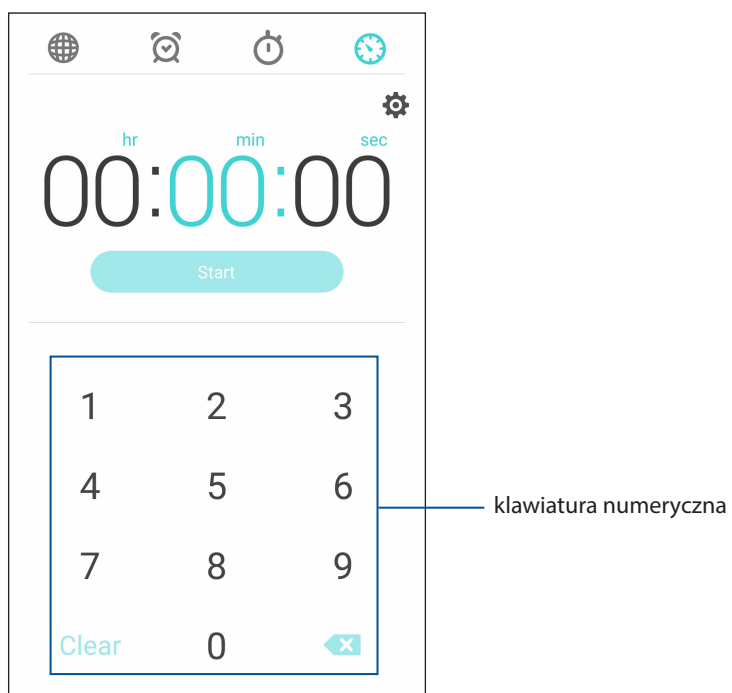 hr min sec
00:00:00
Start
1 2 3
4 5 6
klawiatura numeryczna
7 8 9
Clear 0